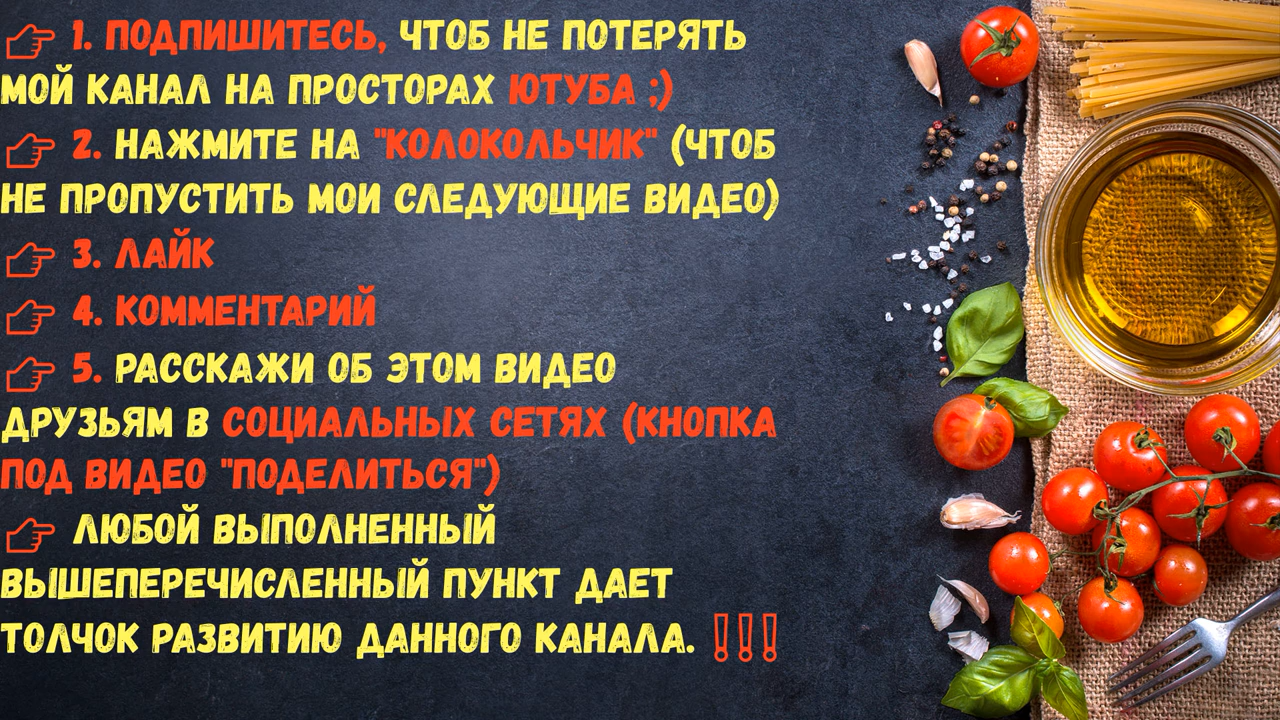 👉 1. ПОДПИШИТЕСЬ, ЧТОБ НЕ ПОТЕРЯТЬ
МОЙ КАНАЛ НА ПРОСТОРАХ ЮТУБА ;)
👉 2. НАЖМИТЕ НА "КОЛОКОЛЬЧИК" (ЧТОБ
НЕ ПРОПУСТИТЬ МОИ СЛЕДУЮЩИЕ ВИДЕО)
👉 3. ЛАЙК
👉 4. КОММЕНТАРИЙ
👉 5. РАССКАЖИ ОБ ЭТОМ ВИДЕО
ДРУЗЬЯМ В СОЦИАЛЬНЫХ СЕТЯХ (КНОПКА
ПОД ВИДЕО "ПОДЕЛИТЬСЯ")
👉 ЛЮБОЙ ВЫПОЛНЕННЫЙ
ВЫШЕПЕРЕЧИСЛЕННЫЙ ПУНКТ ДАЕТ
ТОЛЧОК РАЗВИТИЮ ДАННОГО КАНАЛА. ❗❗❗